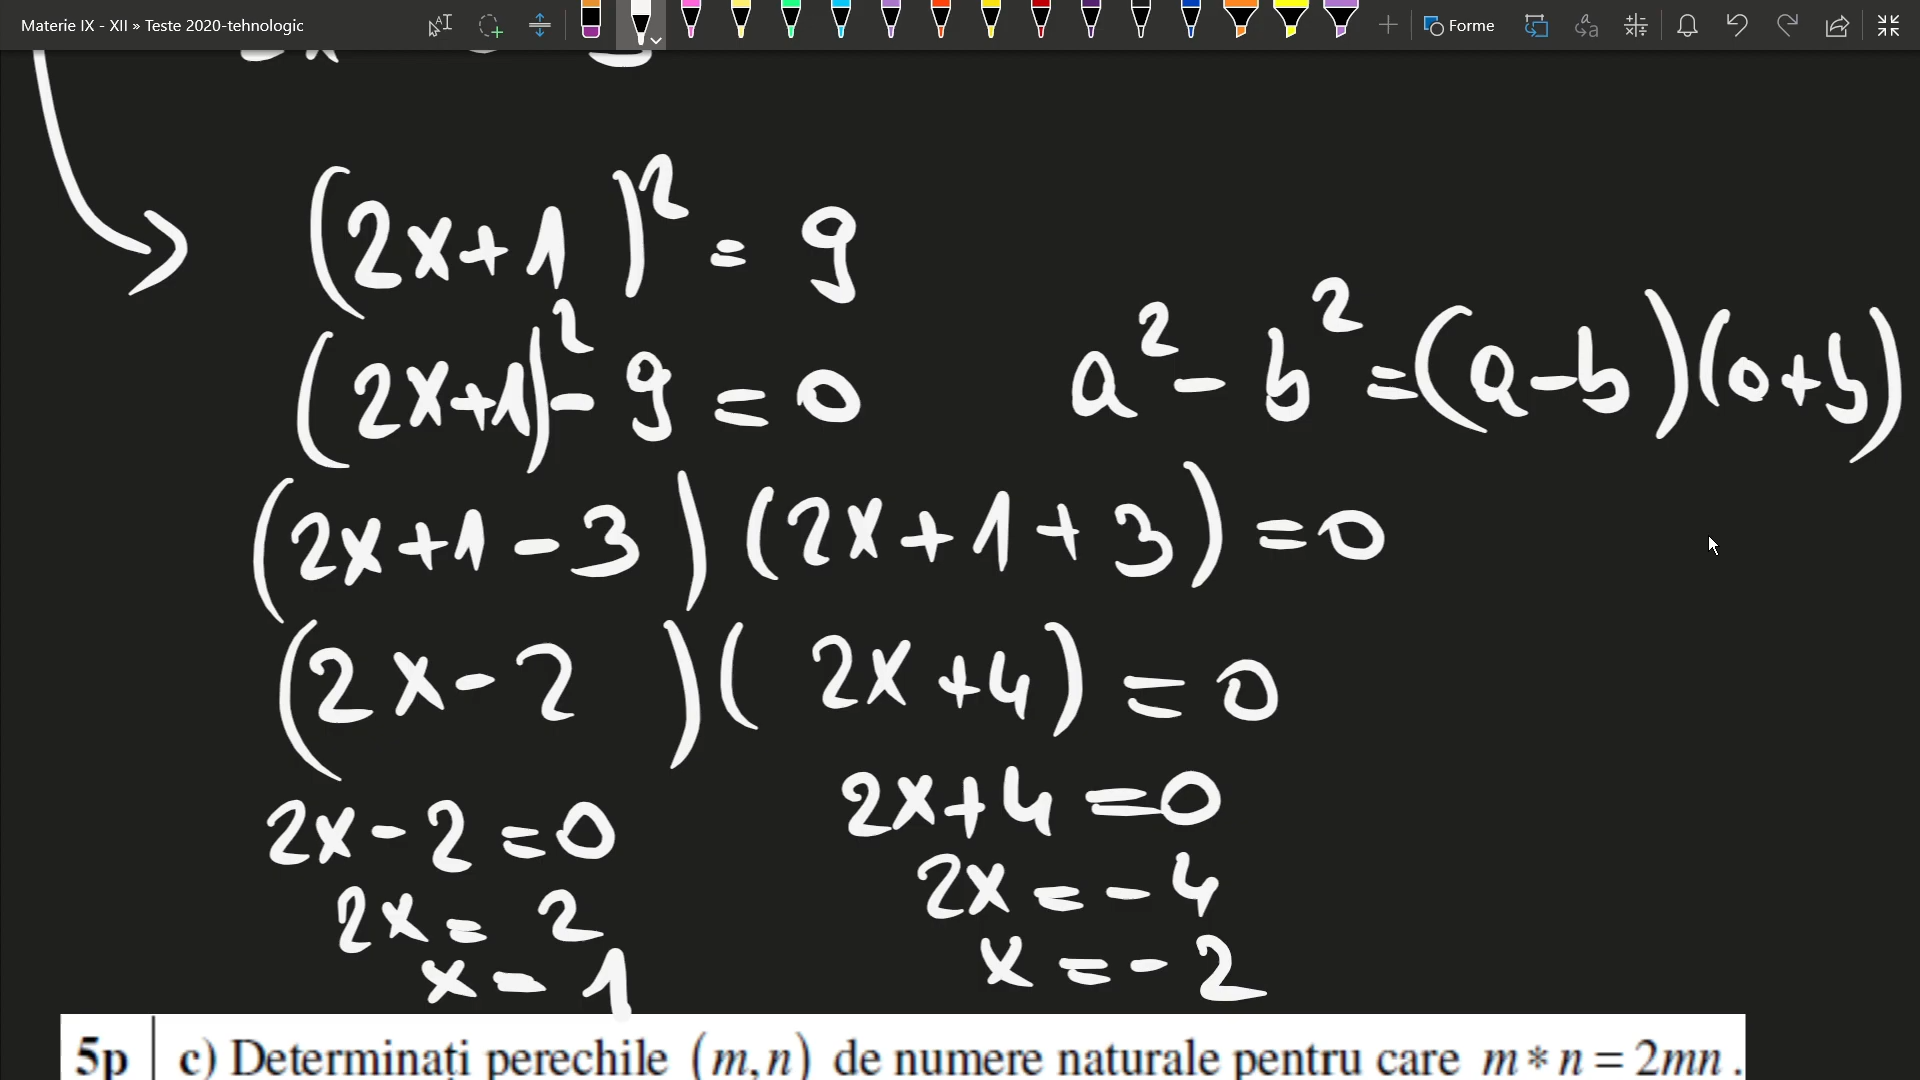 Materie IX - XII » Teste 2020-tehnologic
Forme
(2x+1)² = 9
(2x+1)² - 9 = 0
a² - b² = (a-b)(a+b)
(2x+1-3)(2x+1+3) = 0
(2x-2)(2x+4) = 0
2x-2=0
2x = 2
x = 1
2x+4=0
2x = -4
x = -2
5p c) Determinați perechile (m,n) de numere naturale pentru care m∗n = 2mn .